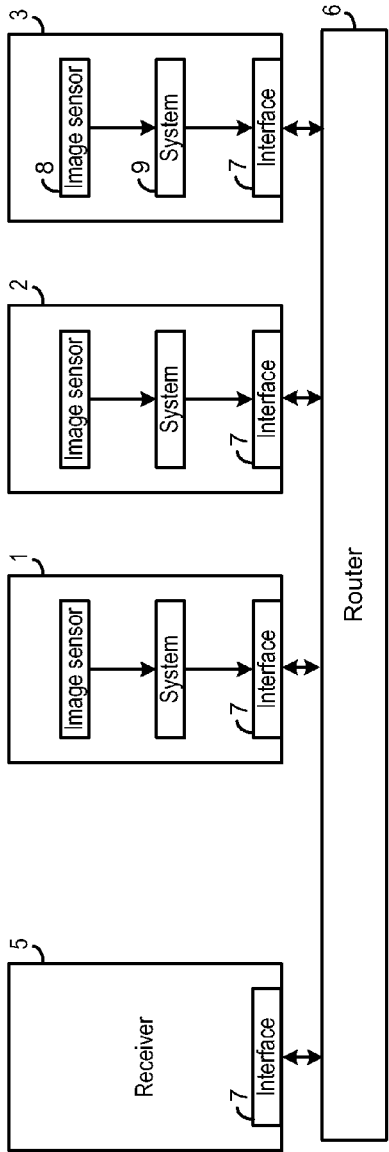 5
Receiver
7
Interface
1
Image sensor
System
7
Interface
2
Image sensor
System
7
Interface
3
8
Image sensor
9
System
7
Interface
6
Router